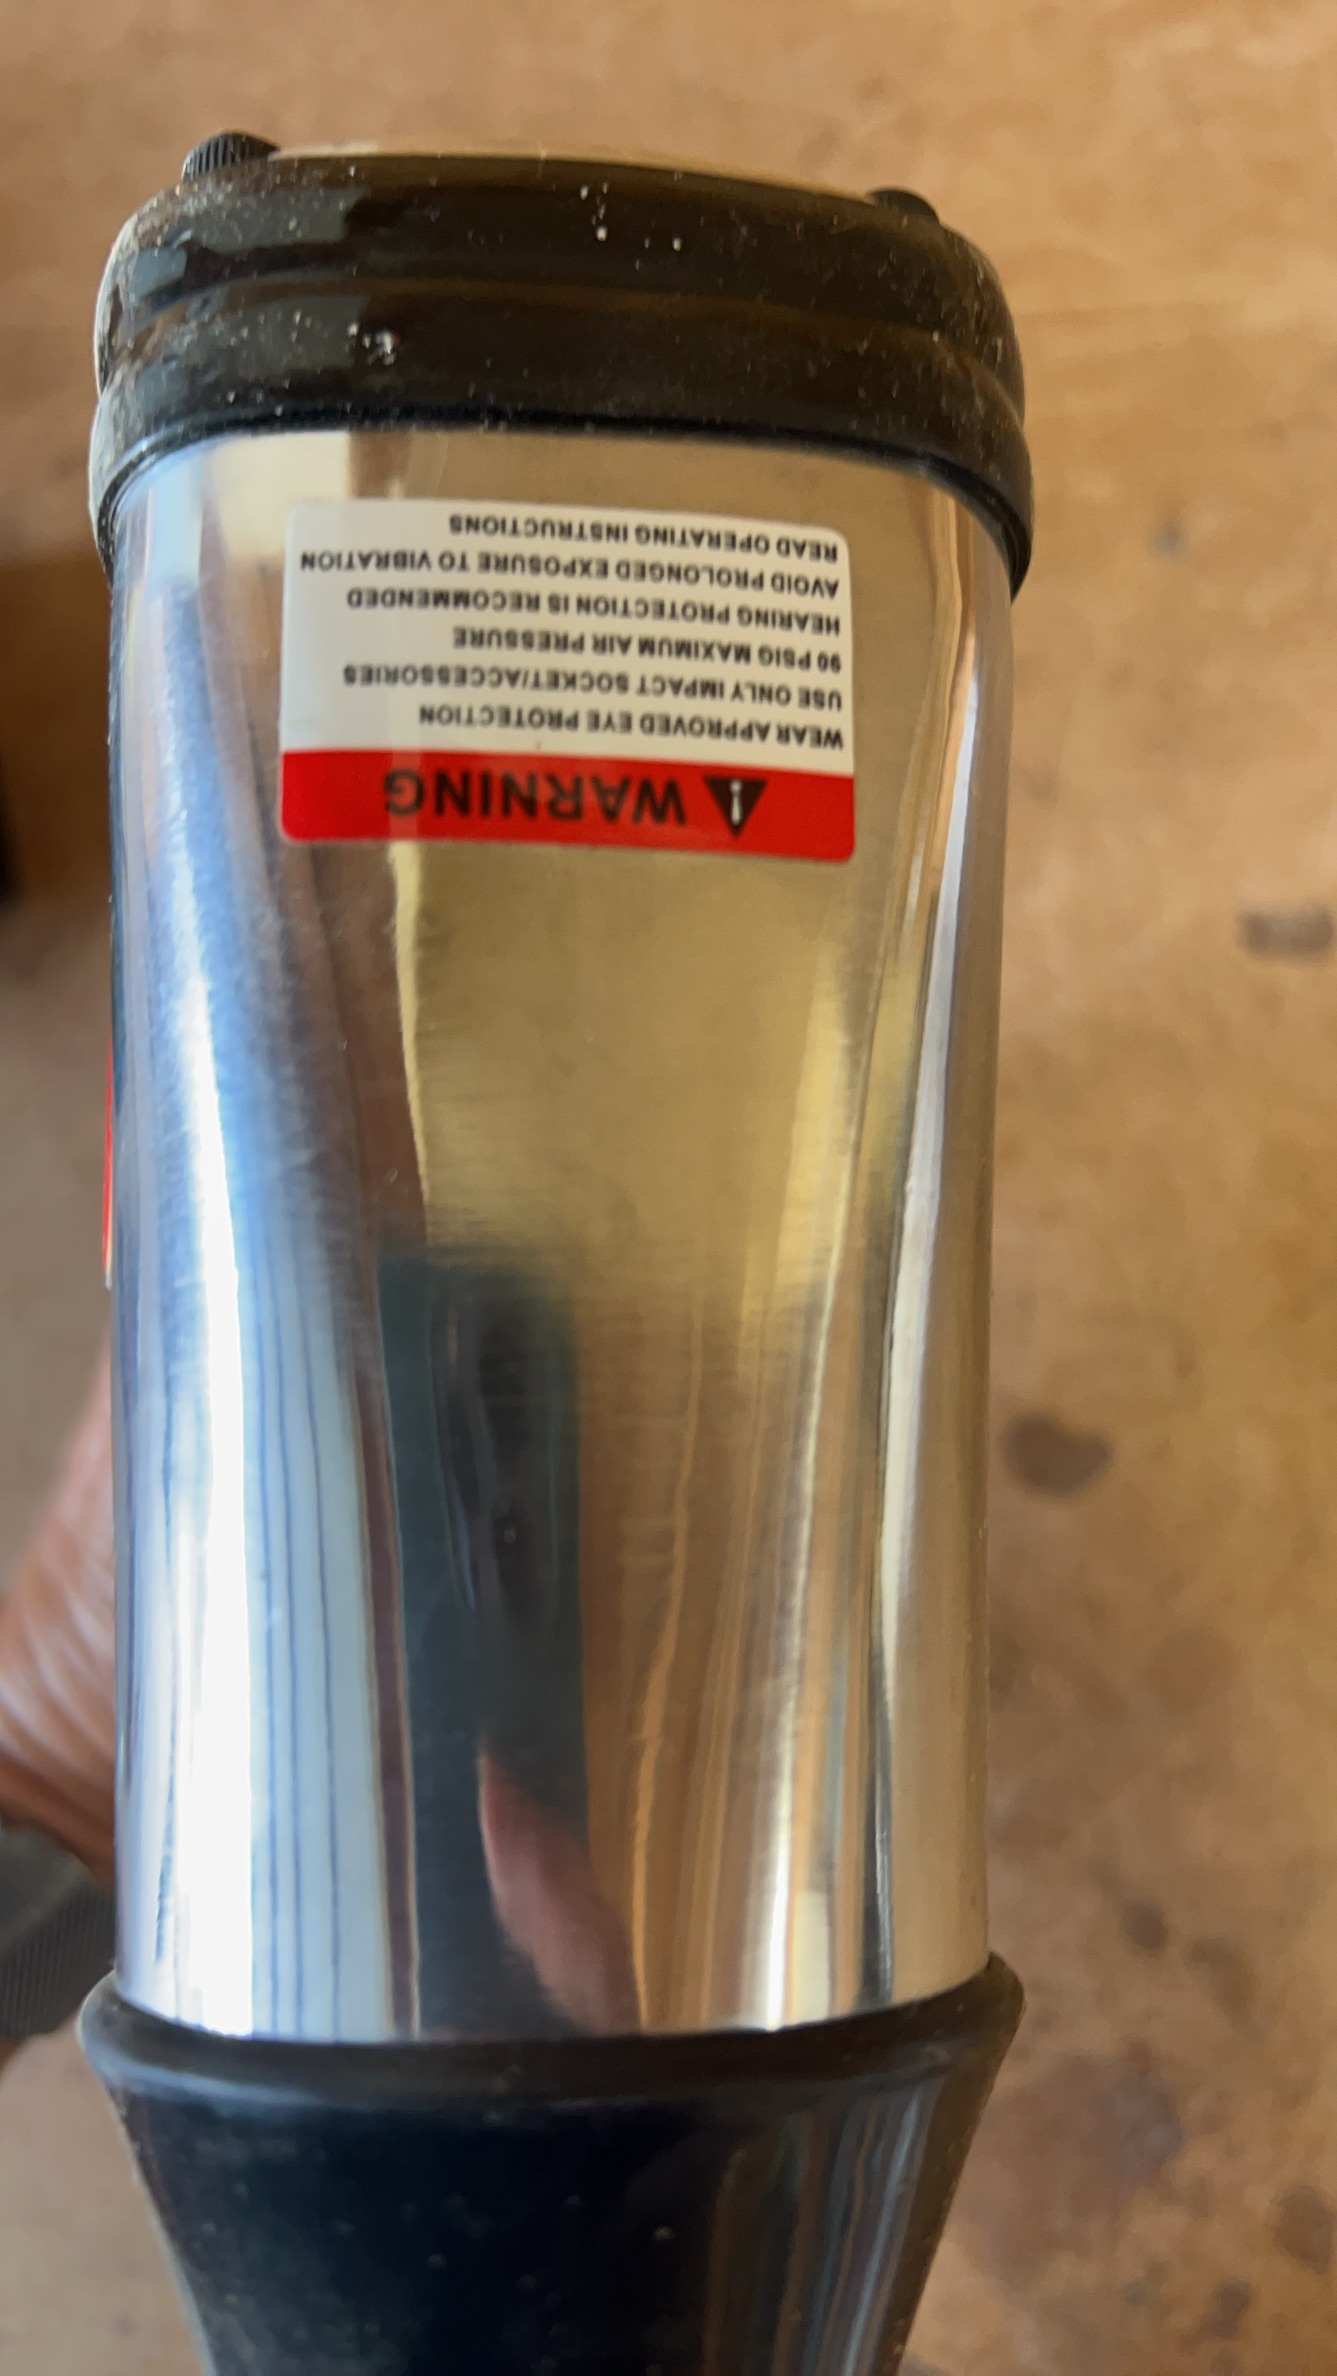 WARNING
WEAR APPROVED EYE PROTECTION
USE ONLY IMPACT SOCKET/ACCESSORIES
90 PSIG MAXIMUM AIR PRESSURE
HEARING PROTECTION IS RECOMMENDED
AVOID PROLONGED EXPOSURE TO VIBRATION
READ OPERATING INSTRUCTIONS